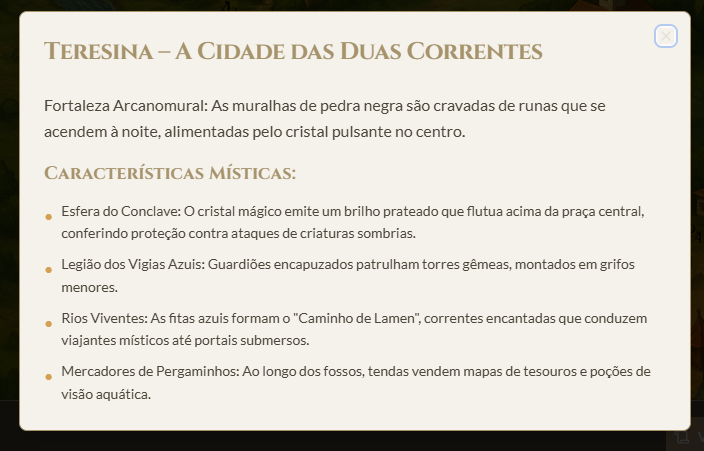 Teresina – A Cidade das Duas Correntes
Fortaleza Arcanomural: As muralhas de pedra negra são cravadas de runas que se
acendem à noite, alimentadas pelo cristal pulsante no centro.
Características Místicas:
Esfera do Conclave: O cristal mágico emite um brilho prateado que flutua acima da praça central,
conferindo proteção contra ataques de criaturas sombrias.
Legião dos Vigias Azuis: Guardiões encapuzados patrulham torres gêmeas, montados em grifos
menores.
Rios Viventes: As fitas azuis formam o "Caminho de Lamen", correntes encantadas que conduzem
viajantes místicos até portais submersos.
Mercadores de Pergaminhos: Ao longo dos fossos, tendas vendem mapas de tesouros e poções de
visão aquática.